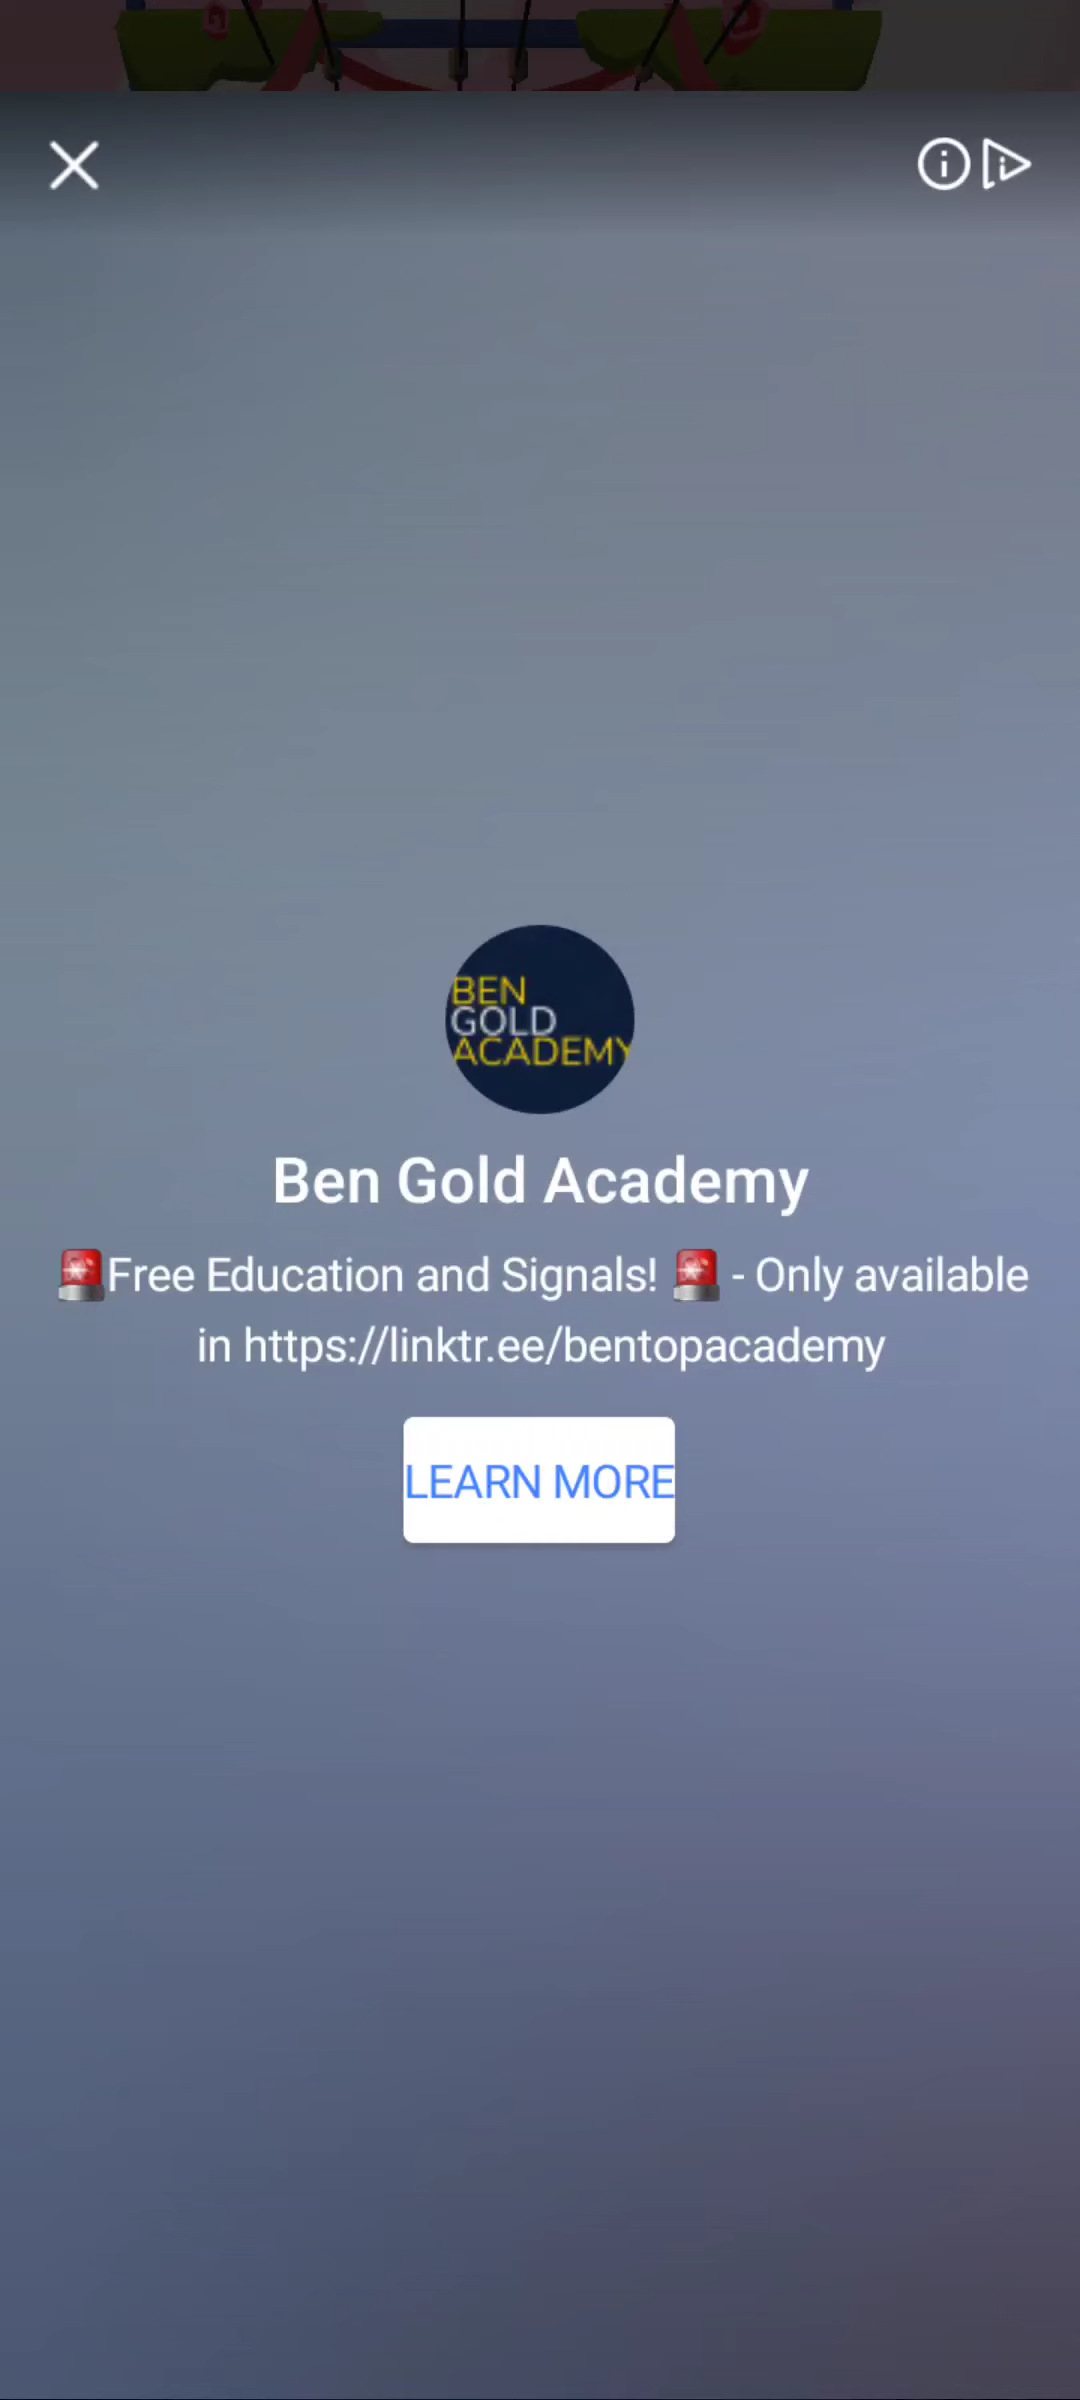 BEN
GOLD
ACADEMY
Ben Gold Academy
🚨Free Education and Signals! 🚨 - Only available
in https://linktr.ee/bentopacademy
LEARN MORE